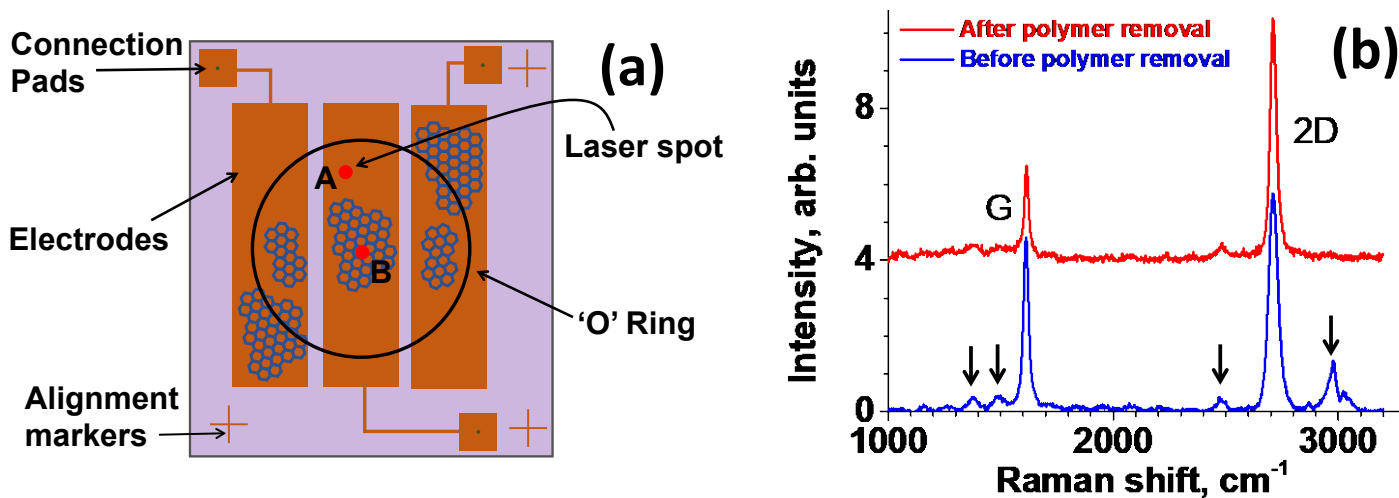 Connection
Pads
(a)
Laser spot
A
Electrodes
B
'O' Ring
Alignment
markers
After polymer removal
Before polymer removal
(b)
Intensity, arb. units
8
4
0
2D
G
1000
2000
3000
Raman shift, cm⁻¹